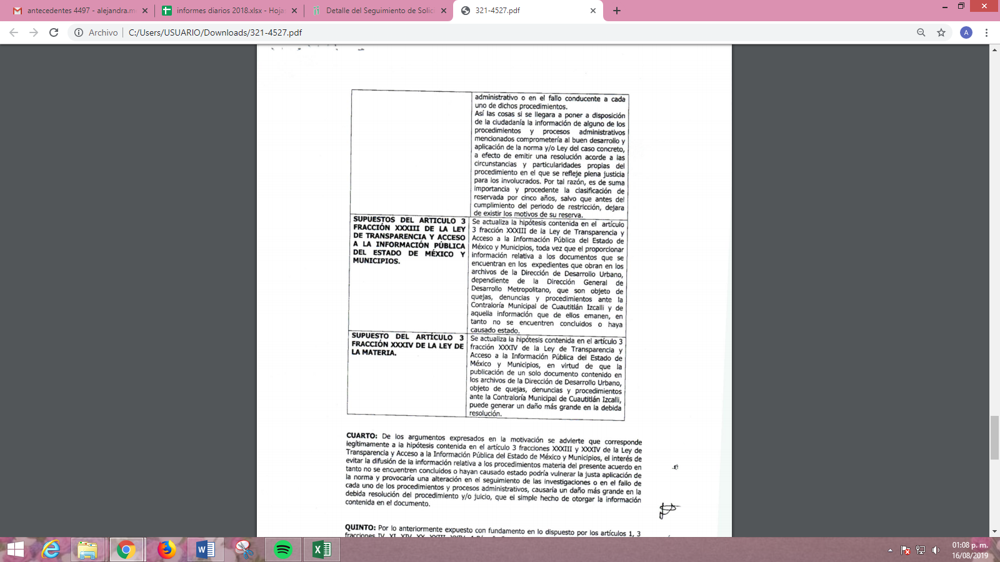 antecedentes 4497 - alejandra.m
informes diarios 2018.xlsx - Hoja
Detalle del Seguimiento de Solic
321-4527.pdf
Archivo
C:/Users/USUARIO/Downloads/321-4527.pdf
A
administrativo o en el fallo conducente a cada
uno de dichos procedimientos.
Así las cosas si se llegara a poner a disposición
de la ciudadanía la información de alguno de los
procedimientos y procesos administrativos
mencionados comprometería al buen desarrollo y
aplicación de la norma y/o Ley del caso concreto,
a efecto de emitir una resolución acorde a las
circunstancias y particularidades propias del
procedimiento en el que se refleje plena justicia
para los involucrados. Por tal razón, es de suma
importancia y procedente la clasificación de
reservada por cinco años, salvo que antes del
cumplimiento del periodo de restricción, dejara
de existir los motivos de su reserva.
SUPUESTOS DEL ARTICULO 3
FRACCIÓN XXXIII DE LA LEY
DE TRANSPARENCIA Y ACCESO
A LA INFORMACIÓN PÚBLICA
DEL ESTADO DE MÉXICO Y
MUNICIPIOS.
Se actualiza la hipótesis contenida en el artículo
3 fracción XXXIII de la Ley de Transparencia y
Acceso a la Información Pública del Estado de
México y Municipios, toda vez que el proporcionar
información relativa a los documentos que se
encuentran en los expedientes que obran en los
archivos de la Dirección de Desarrollo Urbano,
dependiente de la Dirección General de
Desarrollo Metropolitano, que son objeto de
quejas, denuncias y procedimientos ante la
Contraloría Municipal de Cuautitlán Izcalli y de
aquella información que de ellos emanen, en
tanto no se encuentren concluidos o haya
causado estado.
SUPUESTO DEL ARTÍCULO 3
FRACCIÓN XXXIV DE LA LEY DE
LA MATERIA.
Se actualiza la hipótesis contenida en el artículo 3
fracción XXXIV de la Ley de Transparencia y
Acceso a la Información Pública del Estado de
México y Municipios, en virtud de que la
publicación de un solo documento contenido en
los archivos de la Dirección de Desarrollo Urbano,
objeto de quejas, denuncias y procedimientos
ante la Contraloría Municipal de Cuautitlán Izcalli,
puede generar un daño más grande en la debida
resolución.
CUARTO: De los argumentos expresados en la motivación se advierte que corresponde
legítimamente a la hipótesis contenida en el artículo 3 fracciones XXXIII y XXXIV de la Ley de
Transparencia y Acceso a la Información Pública del Estado de México y Municipios, el interés de
evitar la difusión de la información relativa a los procedimientos materia del presente acuerdo en
tanto no se encuentren concluidos o hayan causado estado podría vulnerar la justa aplicación de
la norma y provocaría una alteración en el seguimiento de las investigaciones o en el fallo de
cada uno de los procedimientos y procesos administrativos, causaría un daño más grande en la
debida resolución del procedimiento y/o juicio, que el simple hecho de otorgar la información
contenida en el documento.
QUINTO: Por lo anteriormente expuesto con fundamento en lo dispuesto por los artículos 1, 3
fracciones IV, XI, XIV, XX, XXIII, XXIV,
01:08 p. m.
16/08/2019